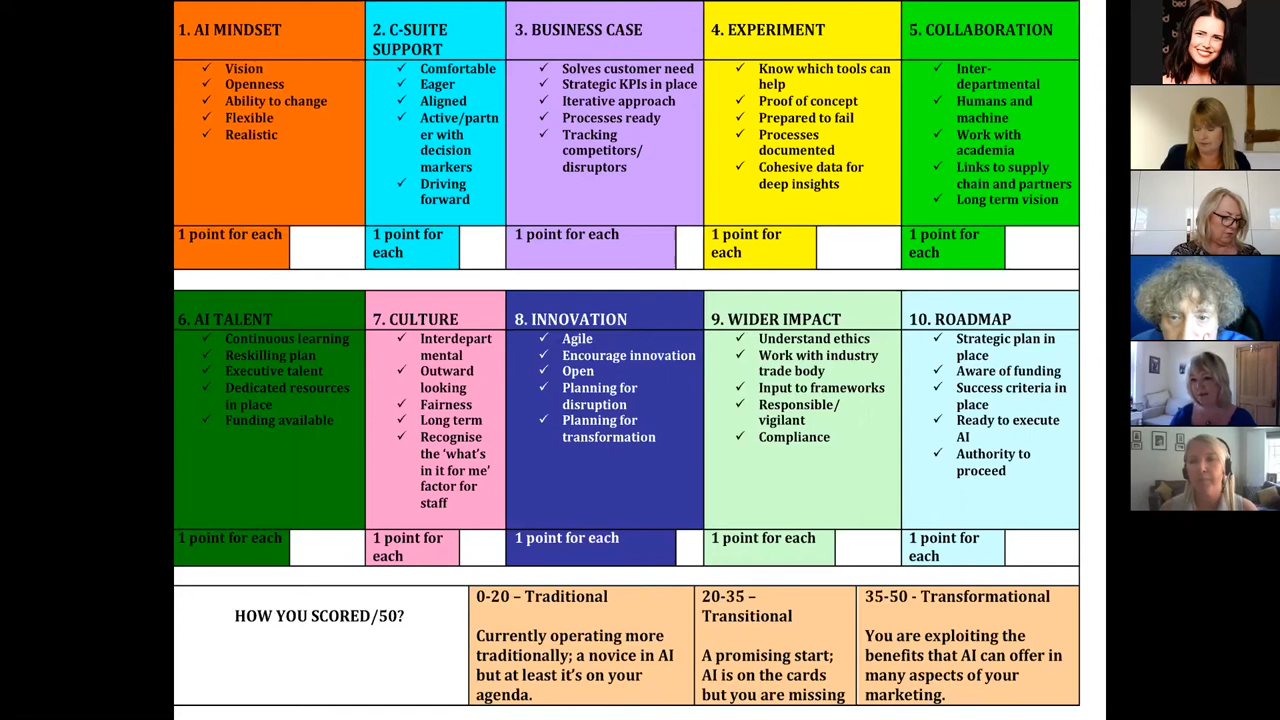 1. AI MINDSET
✓ Vision
✓ Openness
✓ Ability to change
✓ Flexible
✓ Realistic
1 point for each
2. C-SUITE
SUPPORT
✓ Comfortable
✓ Eager
✓ Aligned
✓ Active/partn
er with
decision
markers
✓ Driving
forward
1 point for
each
3. BUSINESS CASE
✓ Solves customer need
✓ Strategic KPIs in place
✓ Iterative approach
✓ Processes ready
✓ Tracking
competitors/
disruptors
1 point for each
4. EXPERIMENT
✓ Know which tools can
help
✓ Proof of concept
✓ Prepared to fail
✓ Processes
documented
✓ Cohesive data for
deep insights
1 point for
each
5. COLLABORATION
✓ Inter-
departmental
✓ Humans and
machine
✓ Work with
academia
✓ Links to supply
chain and partners
✓ Long term vision
1 point for
each
6. AI TALENT
✓ Continuous learning
✓ Reskilling plan
✓ Executive talent
✓ Dedicated resources
in place
✓ Funding available
1 point for each
7. CULTURE
✓ Interdepart
mental
✓ Outward
looking
✓ Fairness
✓ Long term
✓ Recognise
the ‘what’s
in it for me’
factor for
staff
1 point for
each
8. INNOVATION
✓ Agile
✓ Encourage innovation
✓ Open
✓ Planning for
disruption
✓ Planning for
transformation
1 point for each
9. WIDER IMPACT
✓ Understand ethics
✓ Work with industry
trade body
✓ Input to frameworks
✓ Responsible/
vigilant
✓ Compliance
1 point for each
10. ROADMAP
✓ Strategic plan in
place
✓ Aware of funding
✓ Success criteria in
place
✓ Ready to execute
AI
✓ Authority to
proceed
1 point for
each
HOW YOU SCORED/50?
0-20 – Traditional
Currently operating more
traditionally; a novice in AI
but at least it’s on your
agenda.
20-35 –
Transitional
A promising start;
AI is on the cards
but you are missing
35-50 - Transformational
You are exploiting the
benefits that AI can offer in
many aspects of your
marketing.